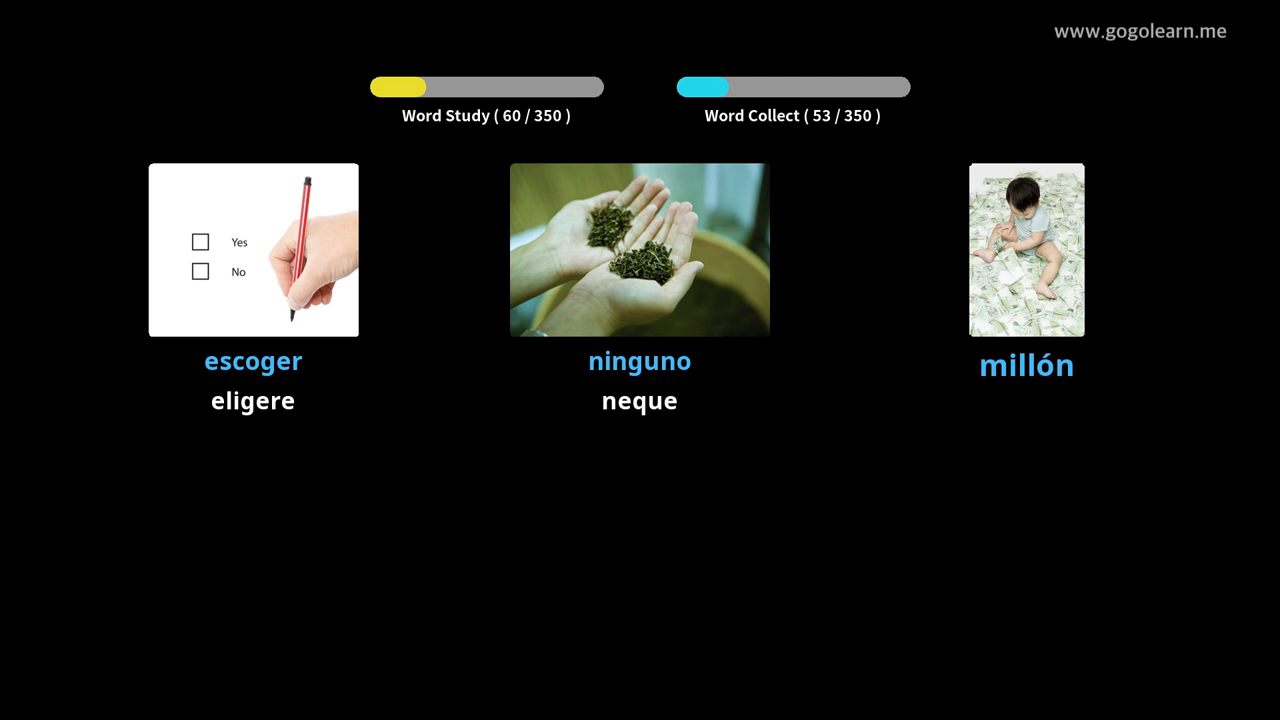 www.gogolearn.me
Word Study ( 60 / 350 )
Word Collect ( 53 / 350 )
Yes
No
escoger
eligere
ninguno
neque
millón